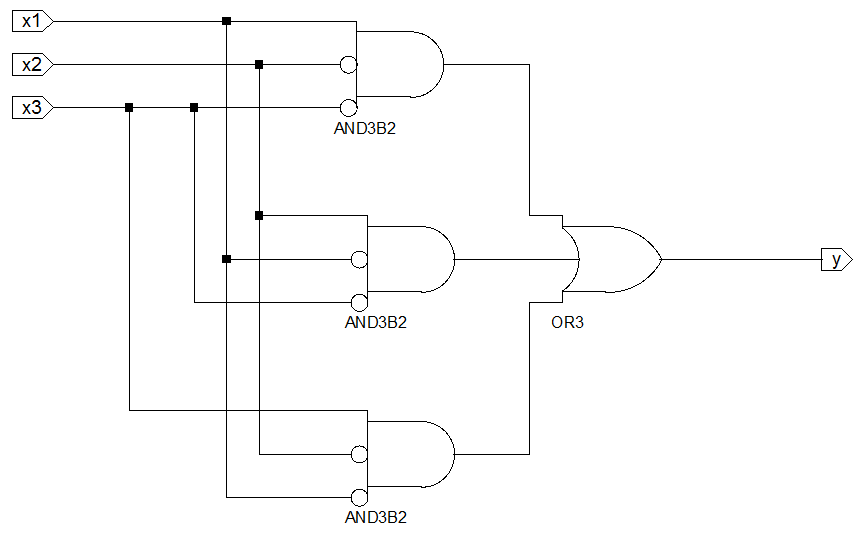 x1
x2
x3
AND3B2
AND3B2
OR3
y
AND3B2